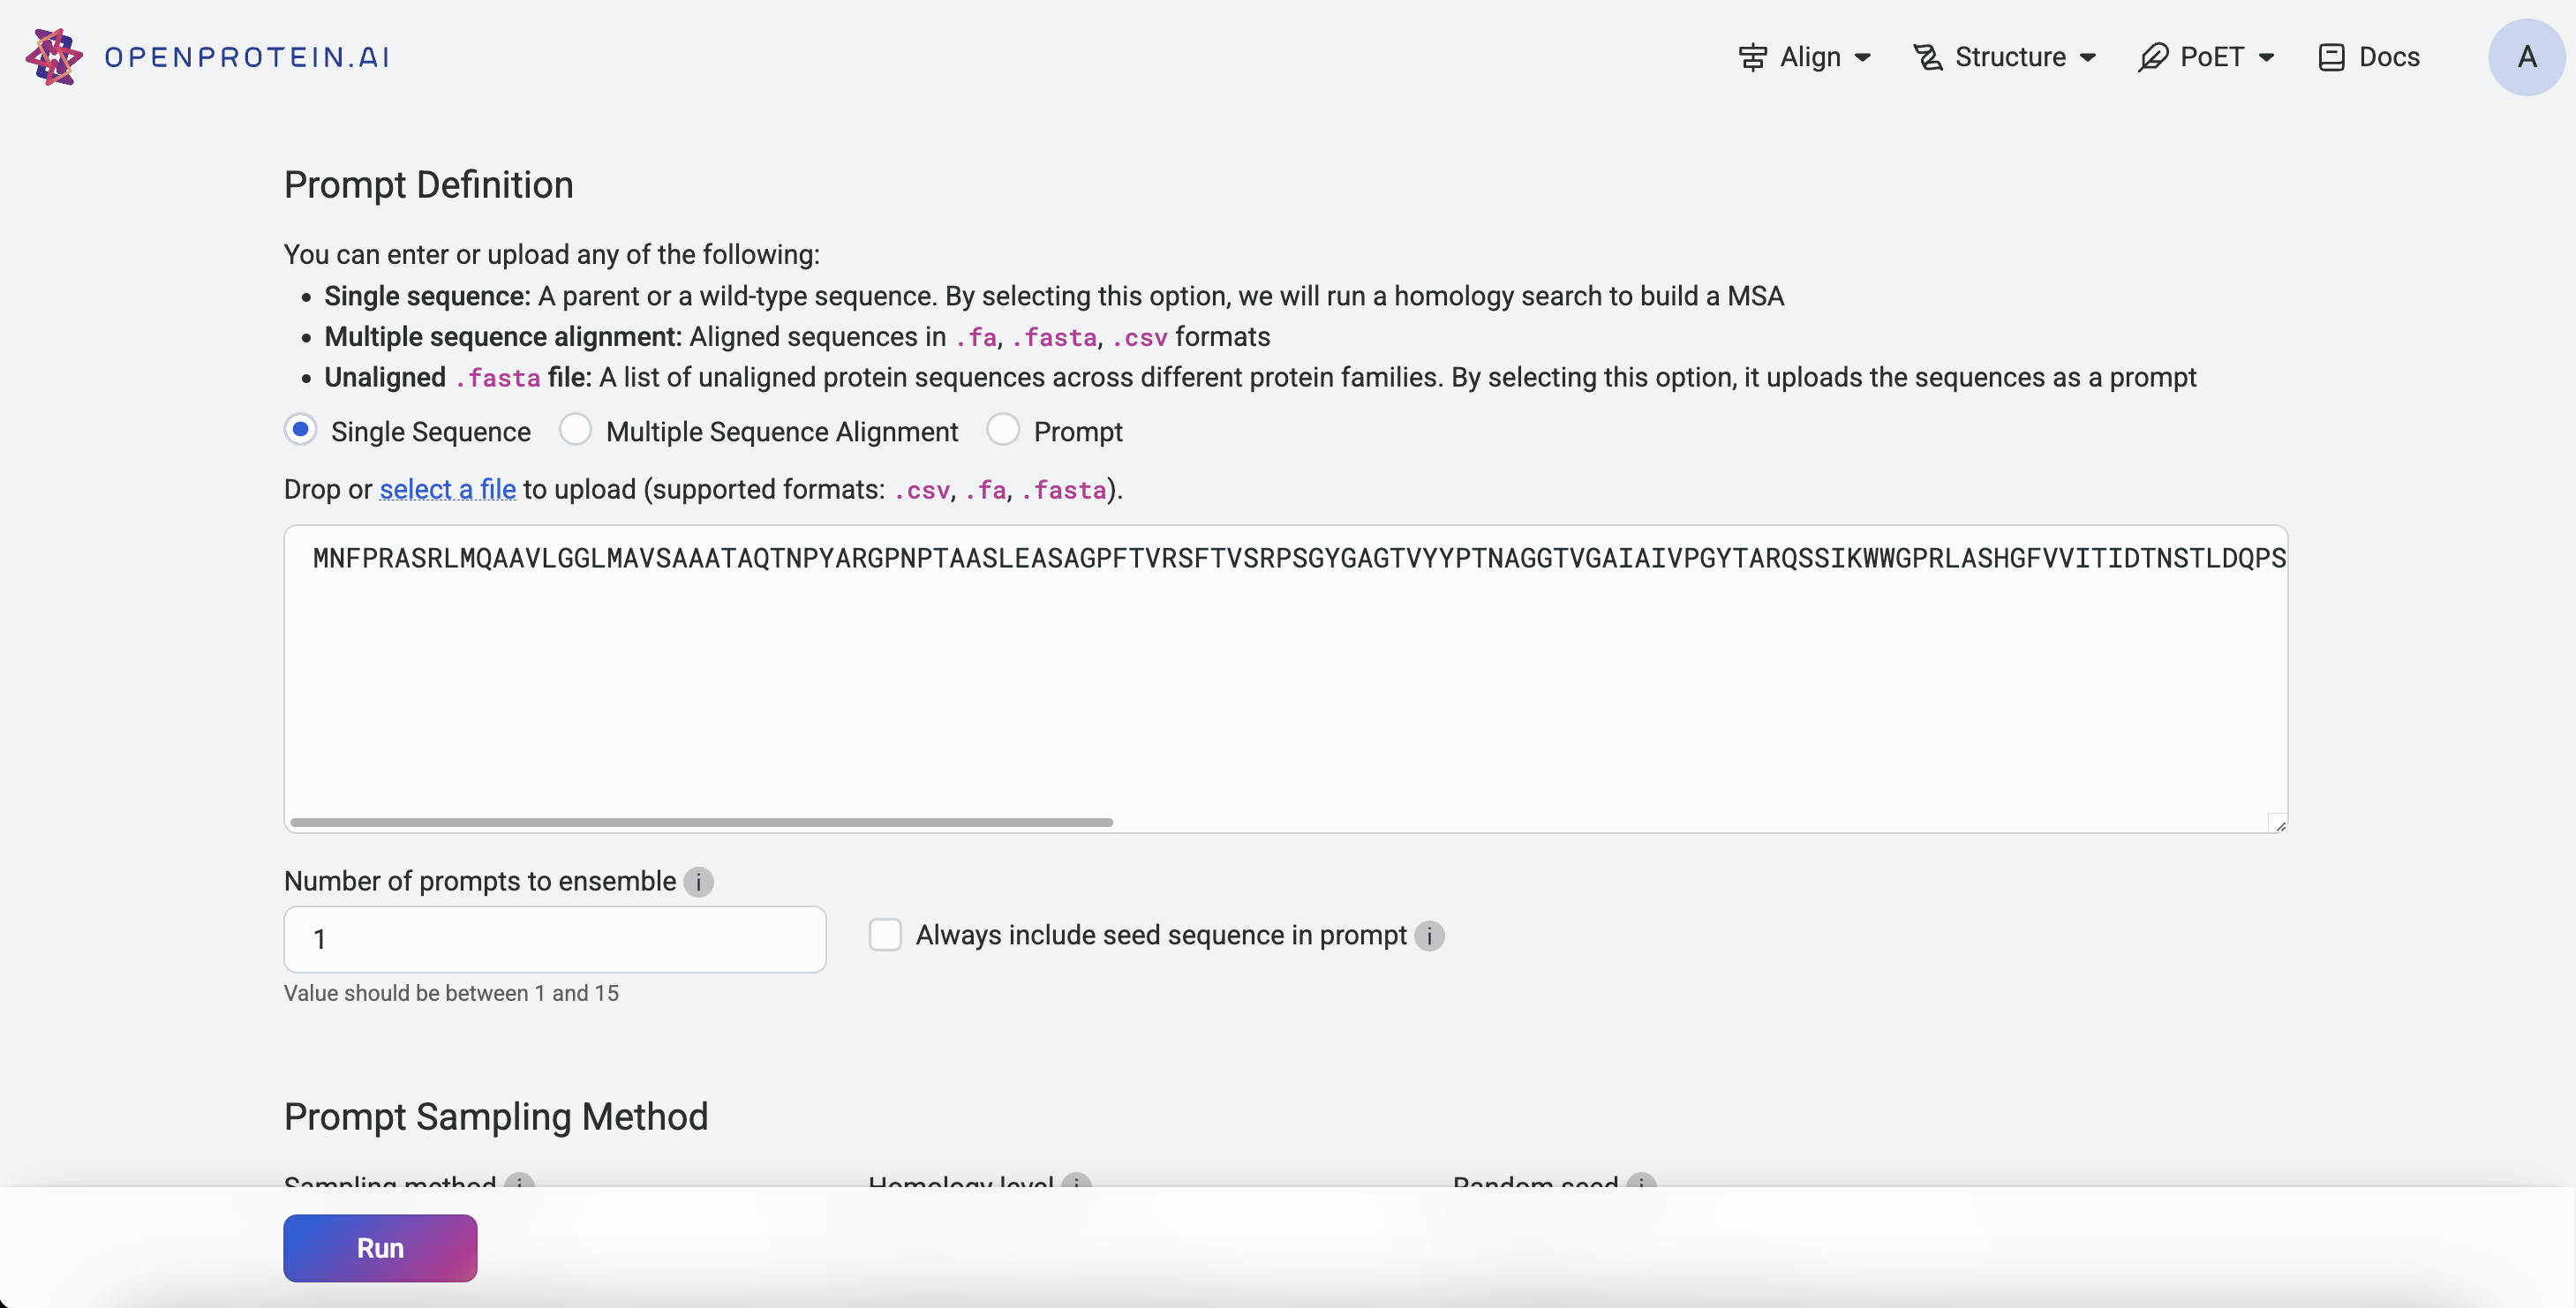 OPENPROTEIN.AI
Align
Structure
PoET
Docs
A
Prompt Definition
You can enter or upload any of the following:
• Single sequence: A parent or a wild-type sequence. By selecting this option, we will run a homology search to build a MSA
• Multiple sequence alignment: Aligned sequences in .fa, .fasta, .csv formats
• Unaligned .fasta file: A list of unaligned protein sequences across different protein families. By selecting this option, it uploads the sequences as a prompt
Single Sequence Multiple Sequence Alignment Prompt
Drop or select a file to upload (supported formats: .csv, .fa, .fasta).
MNFPRASRLMQAAVLGGLMAVSAAATAQTNPYARGPNPTAASLEASAGPFTVRSFTVSRPSGYGAGTVYYPTNAGGTVGAIAIVPGYTARQSSIKWWGPRLASHGFVVITIDTNSTLDQPS
Number of prompts to ensemble i
1
Always include seed sequence in prompt i
Value should be between 1 and 15
Prompt Sampling Method
Sampling method i Homology level i Random seed i
Run